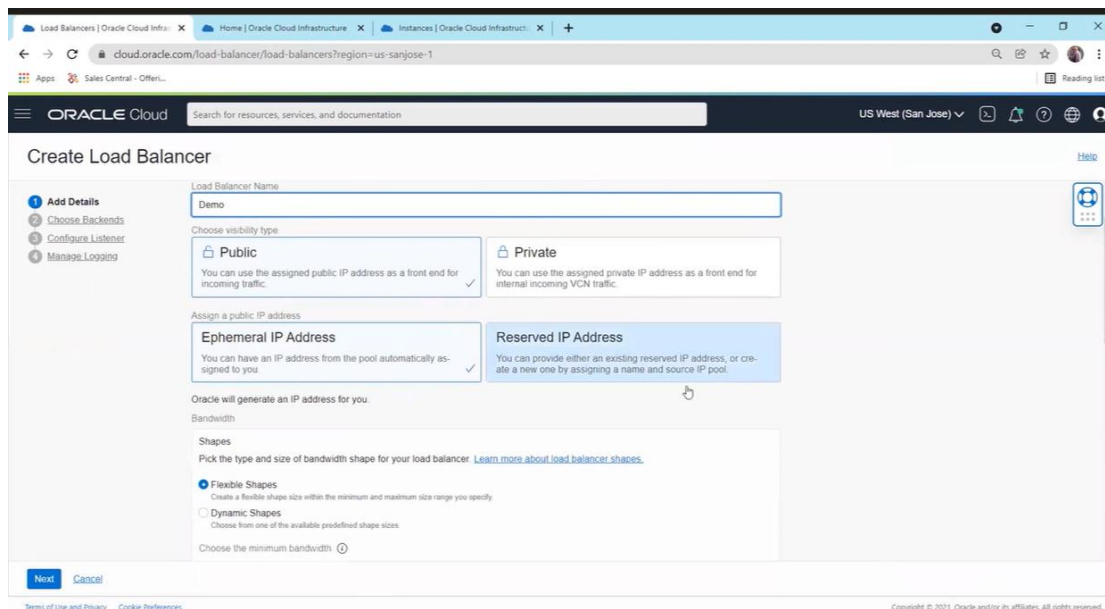 Load Balancers | Oracle Cloud Infra
Home | Oracle Cloud Infrastructure
Instances | Oracle Cloud Infrastruct
cloud.oracle.com/load-balancer/load-balancers?region=us-sanjose-1
Apps
Sales Central - Offeri...
Reading list
ORACLE Cloud
Search for resources, services, and documentation
US West (San Jose)
Create Load Balancer
Help
1 Add Details
2 Choose Backends
3 Configure Listener
4 Manage Logging
Load Balancer Name
Demo
Choose visibility type
Public
You can use the assigned public IP address as a front end for
incoming traffic.
Private
You can use the assigned private IP address as a front end for
internal incoming VCN traffic.
Assign a public IP address
Ephemeral IP Address
You can have an IP address from the pool automatically as-
signed to you.
Reserved IP Address
You can provide either an existing reserved IP address, or cre-
ate a new one by assigning a name and source IP pool.
Oracle will generate an IP address for you.
Bandwidth
Shapes
Pick the type and size of bandwidth shape for your load balancer. Learn more about load balancer shapes.
Flexible Shapes
Create a flexible shape size within the minimum and maximum size range you specify.
Dynamic Shapes
Choose from one of the available predefined shape sizes.
Choose the minimum bandwidth
Next
Cancel
Terms of Use and Privacy
Cookie Preferences
Copyright © 2021, Oracle and/or its affiliates. All rights reserved.